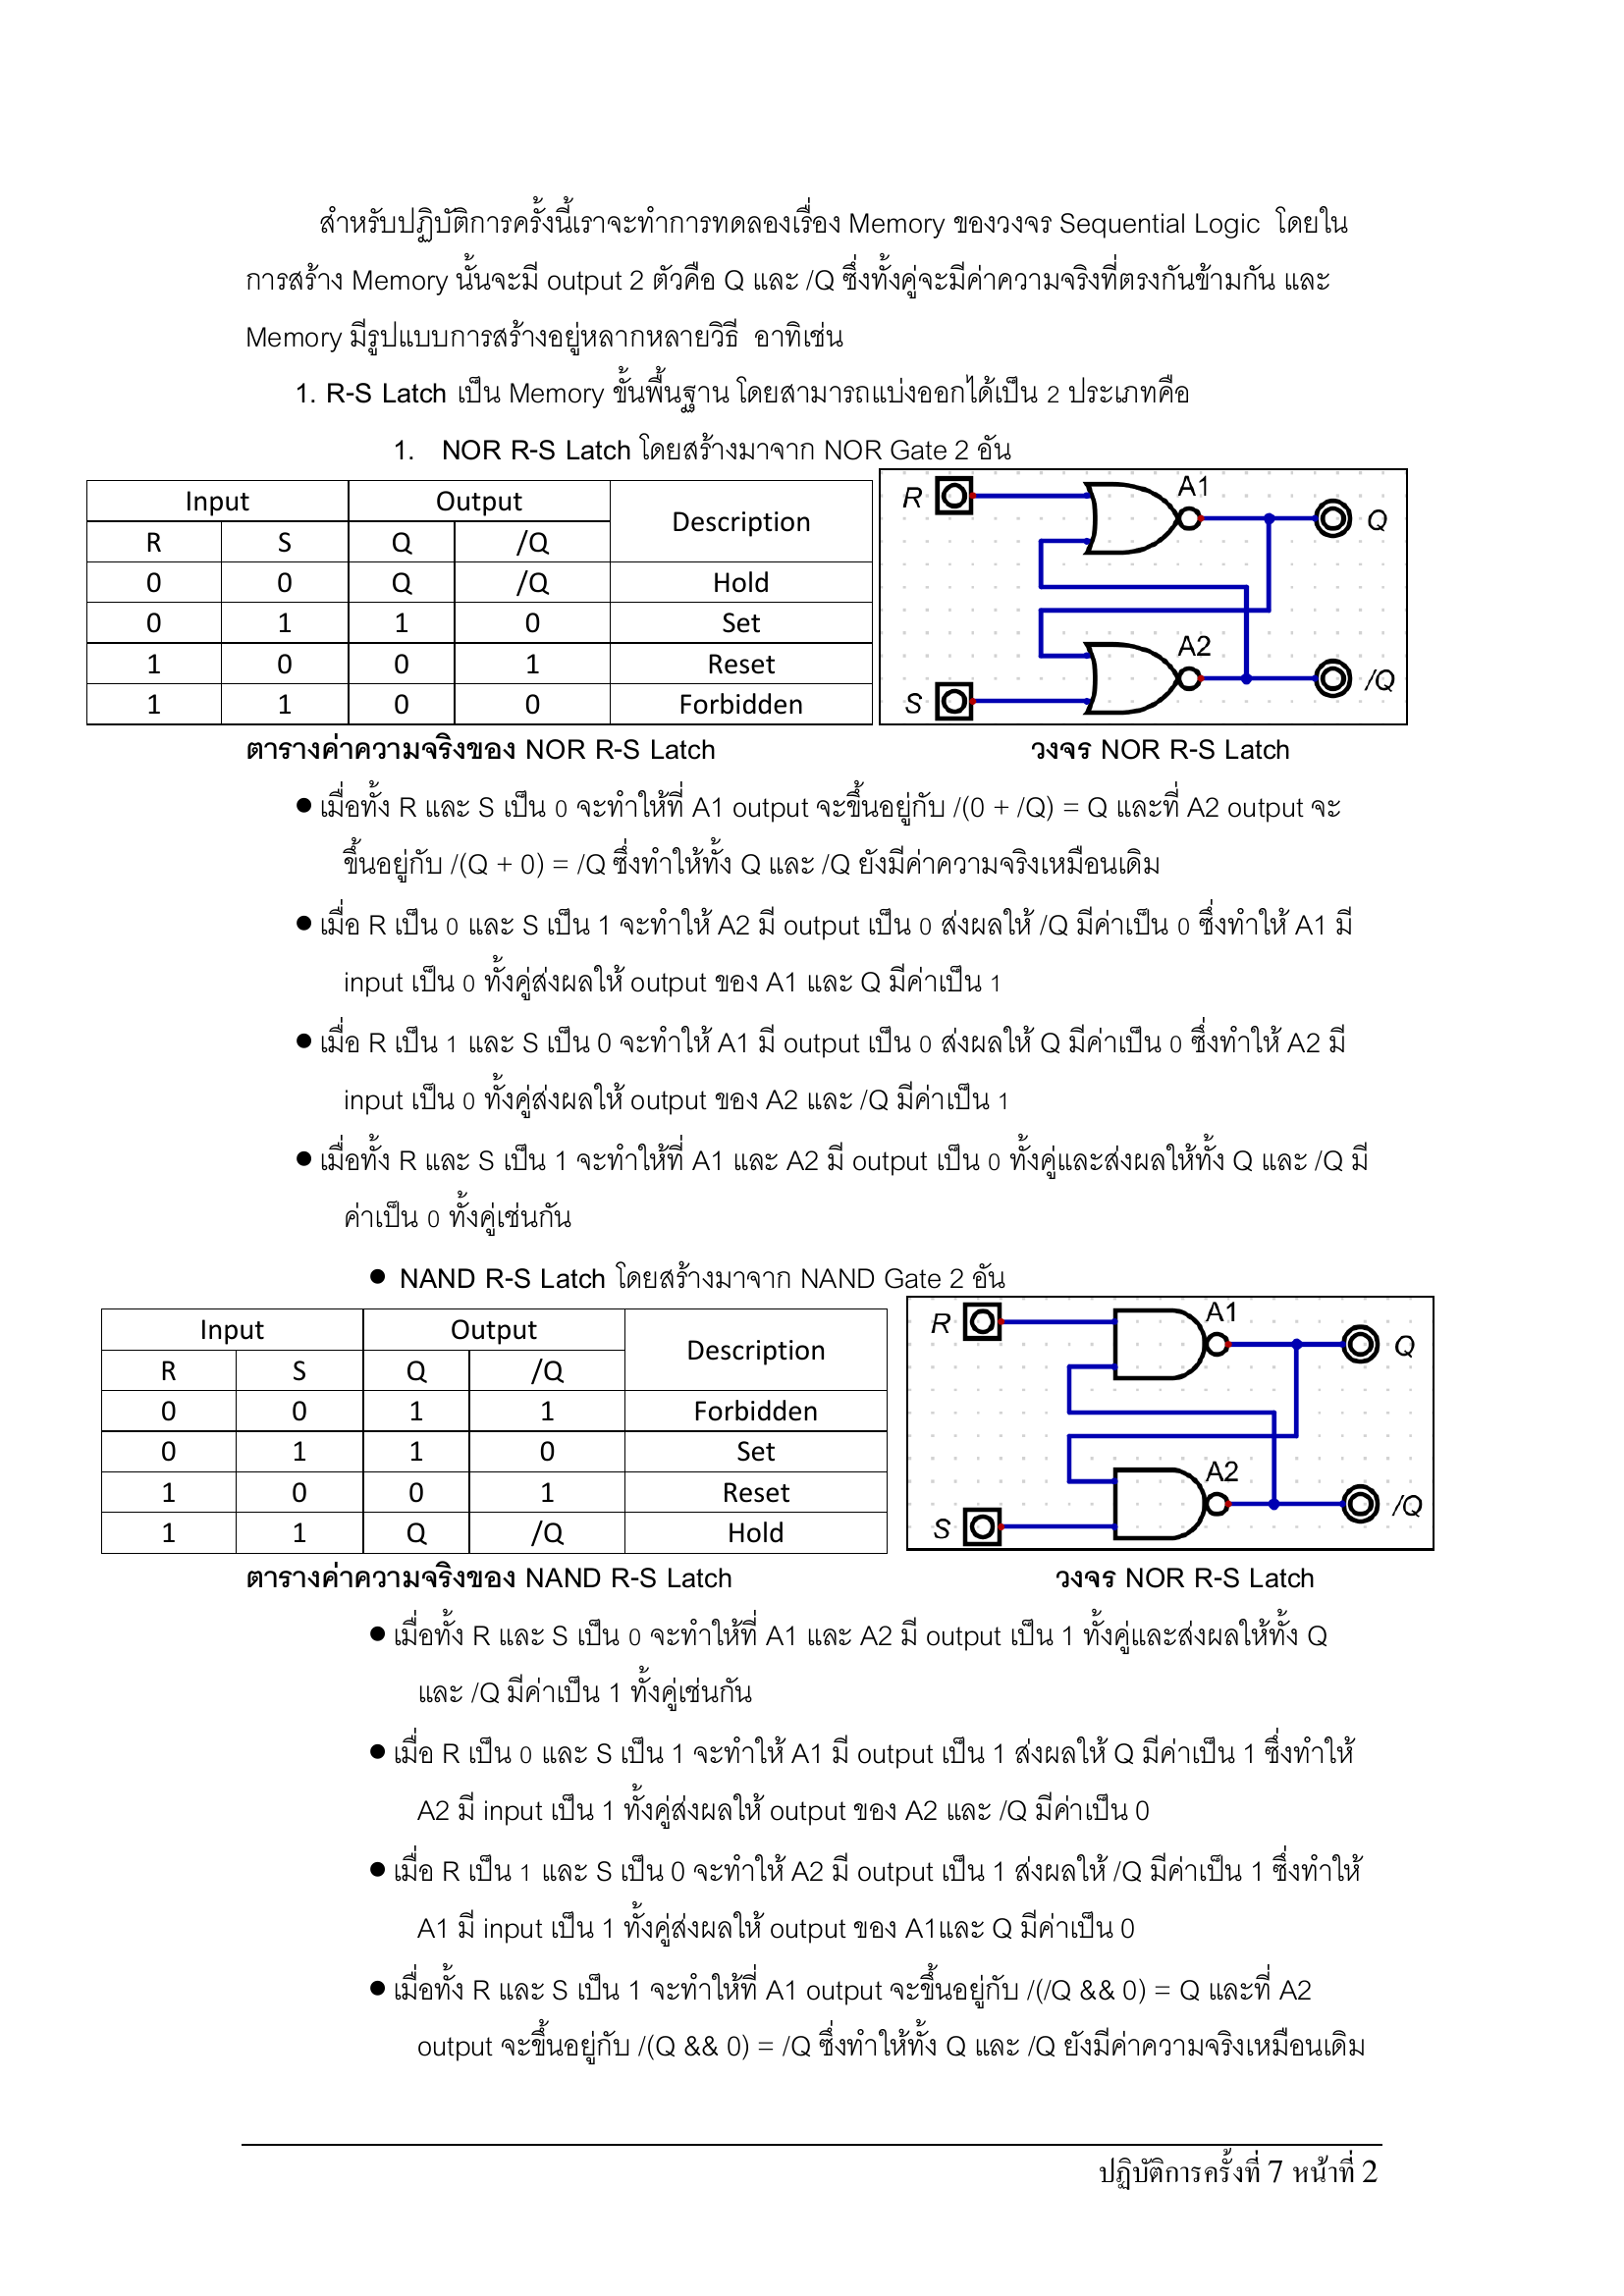 สำหรับปฏิบัติการครั้งนี้เราจะทำการทดลองเรื่อง Memory ของวงจร Sequential Logic โดยใน
การสร้าง Memory นั้นจะมี output 2 ตัวคือ Q และ /Q ซึ่งทั้งคู่จะมีค่าความจริงที่ตรงกันข้ามกัน และ
Memory มีรูปแบบการสร้างอยู่หลากหลายวิธี อาทิเช่น
1. R-S Latch เป็น Memory ขั้นพื้นฐาน โดยสามารถแบ่งออกได้เป็น 2 ประเภทคือ
1. NOR R-S Latch โดยสร้างมาจาก NOR Gate 2 อัน
Input Output Description
R S Q /Q
0 0 Q /Q Hold
0 1 1 0 Set
1 0 0 1 Reset
1 1 0 0 Forbidden
R A1 Q
A2
S /Q
ตารางค่าความจริงของ NOR R-S Latch วงจร NOR R-S Latch
● เมื่อทั้ง R และ S เป็น 0 จะทำให้ที่ A1 output จะขึ้นอยู่กับ /(0 + /Q) = Q และที่ A2 output จะ
ขึ้นอยู่กับ /(Q + 0) = /Q ซึ่งทำให้ทั้ง Q และ /Q ยังมีค่าความจริงเหมือนเดิม
● เมื่อ R เป็น 0 และ S เป็น 1 จะทำให้ A2 มี output เป็น 0 ส่งผลให้ /Q มีค่าเป็น 0 ซึ่งทำให้ A1 มี
input เป็น 0 ทั้งคู่ส่งผลให้ output ของ A1 และ Q มีค่าเป็น 1
● เมื่อ R เป็น 1 และ S เป็น 0 จะทำให้ A1 มี output เป็น 0 ส่งผลให้ Q มีค่าเป็น 0 ซึ่งทำให้ A2 มี
input เป็น 0 ทั้งคู่ส่งผลให้ output ของ A2 และ /Q มีค่าเป็น 1
● เมื่อทั้ง R และ S เป็น 1 จะทำให้ที่ A1 และ A2 มี output เป็น 0 ทั้งคู่และส่งผลให้ทั้ง Q และ /Q มี
ค่าเป็น 0 ทั้งคู่เช่นกัน
● NAND R-S Latch โดยสร้างมาจาก NAND Gate 2 อัน
Input Output Description
R S Q /Q
0 0 1 1 Forbidden
0 1 1 0 Set
1 0 0 1 Reset
1 1 Q /Q Hold
R A1 Q
A2
S /Q
ตารางค่าความจริงของ NAND R-S Latch วงจร NOR R-S Latch
● เมื่อทั้ง R และ S เป็น 0 จะทำให้ที่ A1 และ A2 มี output เป็น 1 ทั้งคู่และส่งผลให้ทั้ง Q
และ /Q มีค่าเป็น 1 ทั้งคู่เช่นกัน
● เมื่อ R เป็น 0 และ S เป็น 1 จะทำให้ A1 มี output เป็น 1 ส่งผลให้ Q มีค่าเป็น 1 ซึ่งทำให้
A2 มี input เป็น 1 ทั้งคู่ส่งผลให้ output ของ A2 และ /Q มีค่าเป็น 0
● เมื่อ R เป็น 1 และ S เป็น 0 จะทำให้ A2 มี output เป็น 1 ส่งผลให้ /Q มีค่าเป็น 1 ซึ่งทำให้
A1 มี input เป็น 1 ทั้งคู่ส่งผลให้ output ของ A1และ Q มีค่าเป็น 0
● เมื่อทั้ง R และ S เป็น 1 จะทำให้ที่ A1 output จะขึ้นอยู่กับ /(/Q && 0) = Q และที่ A2
output จะขึ้นอยู่กับ /(Q && 0) = /Q ซึ่งทำให้ทั้ง Q และ /Q ยังมีค่าความจริงเหมือนเดิม
ปฏิบัติการครั้งที่ 7 หน้าที่ 2